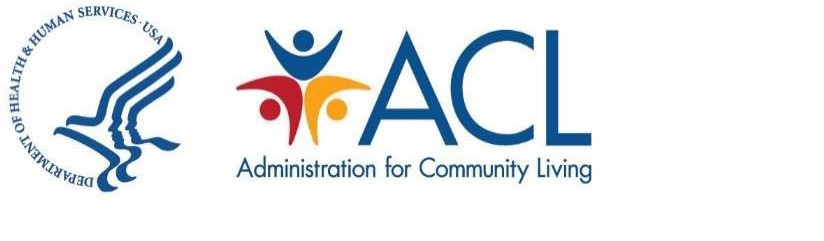 DEPARTMENT OF HEALTH & HUMAN SERVICES · USA
ACL
Administration for Community Living